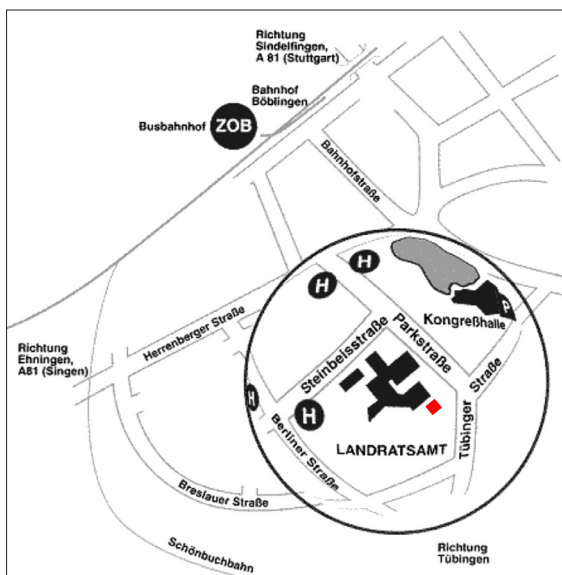 Richtung
Sindelfingen,
A 81 (Stuttgart)
Bahnhof
Böblingen
Busbahnhof
ZOB
Bahnhofstraße
H
H
P
Kongreßhalle
Herrenberger Straße
Richtung
Ehningen,
A81 (Singen)
Steinbeisstraße
Parkstraße
Tübinger
Straße
H
H
Berliner Straße
LANDRATSAMT
Breslauer Straße
Schönbuchbahn
Richtung
Tübingen